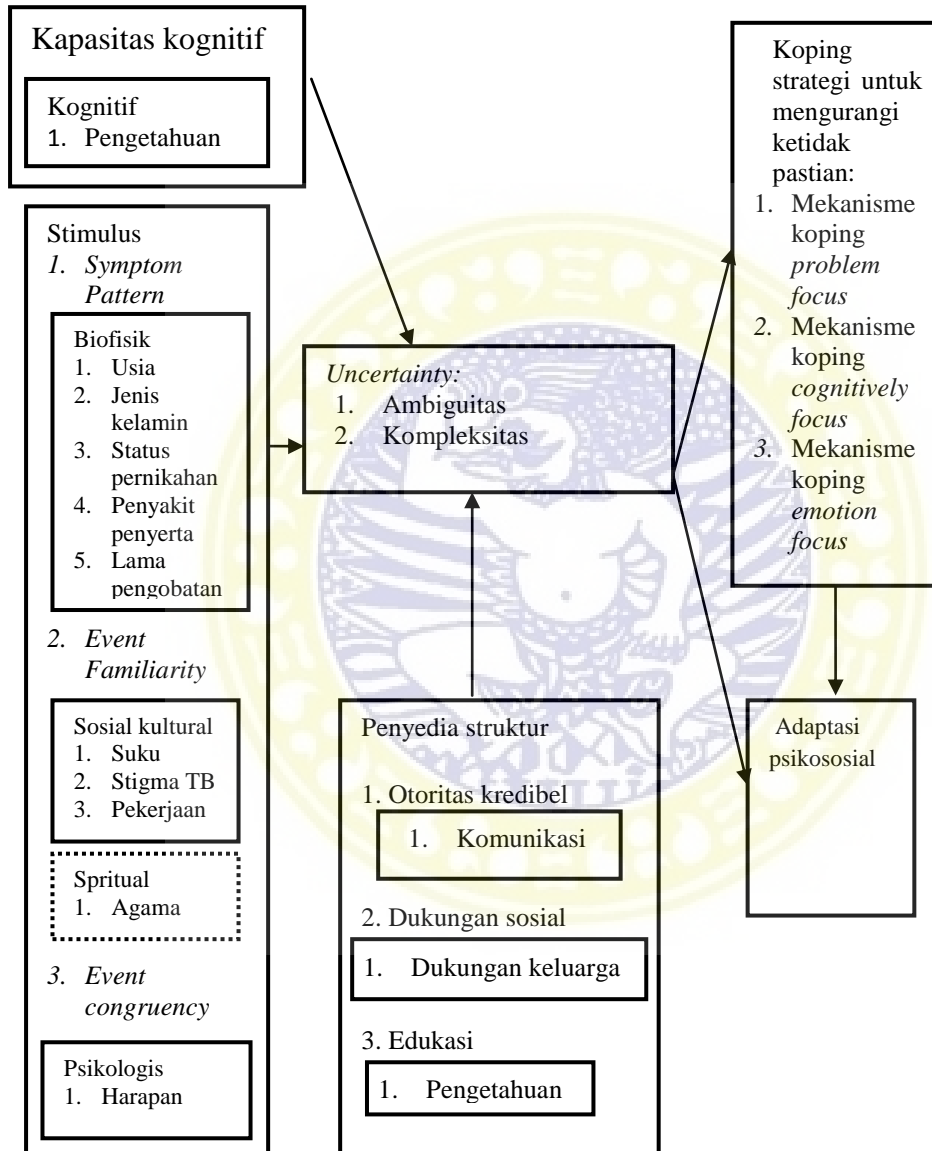 Kapasitas kognitif
Kognitif
1. Pengetahuan
Stimulus
1. Symptom
Pattern
Biofisik
1. Usia
2. Jenis
kelamin
3. Status
pernikahan
4. Penyakit
penyerta
5. Lama
pengobatan
2. Event
Familiarity
Sosial kultural
1. Suku
2. Stigma TB
3. Pekerjaan
Spritual
1. Agama
3. Event
congruency
Psikologis
1. Harapan
Uncertainty:
1. Ambiguitas
2. Kompleksitas
Penyedia struktur
1. Otoritas kredibel
1. Komunikasi
2. Dukungan sosial
1. Dukungan keluarga
3. Edukasi
1. Pengetahuan
Koping
strategi untuk
mengurangi
ketidak
pastian:
1. Mekanisme
koping
problem
focus
2. Mekanisme
koping
cognitively
focus
3. Mekanisme
koping
emotion
focus
Adaptasi
psikososial